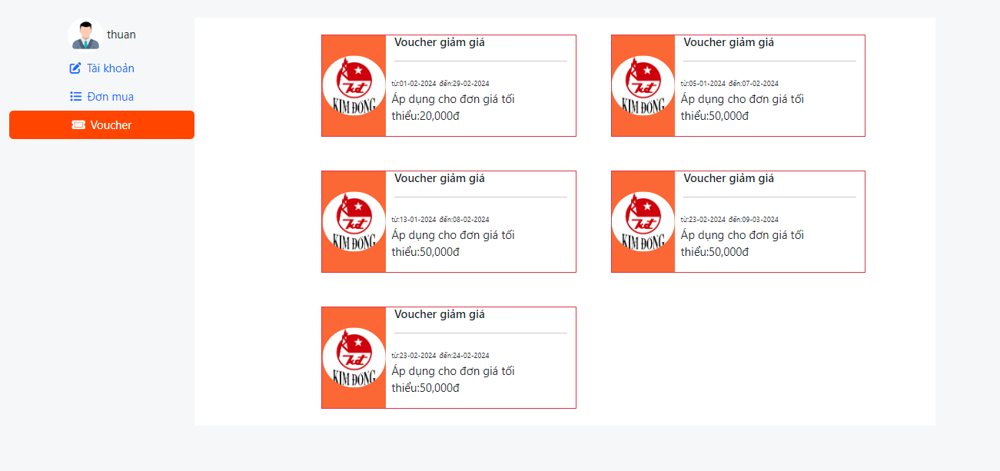 thuan
Tài khoản
Đơn mua
Voucher
Voucher giảm giá
từ:01-02-2024 đến:29-02-2024
Áp dụng cho đơn giá tối
thiểu:20,000đ
KIM ĐỒNG
Voucher giảm giá
từ:05-01-2024 đến:07-02-2024
Áp dụng cho đơn giá tối
thiểu:50,000đ
KIM ĐỒNG
Voucher giảm giá
từ:13-01-2024 đến:08-02-2024
Áp dụng cho đơn giá tối
thiểu:50,000đ
KIM ĐỒNG
Voucher giảm giá
từ:23-02-2024 đến:09-03-2024
Áp dụng cho đơn giá tối
thiểu:50,000đ
KIM ĐỒNG
Voucher giảm giá
từ:23-02-2024 đến:24-02-2024
Áp dụng cho đơn giá tối
thiểu:50,000đ
KIM ĐỒNG